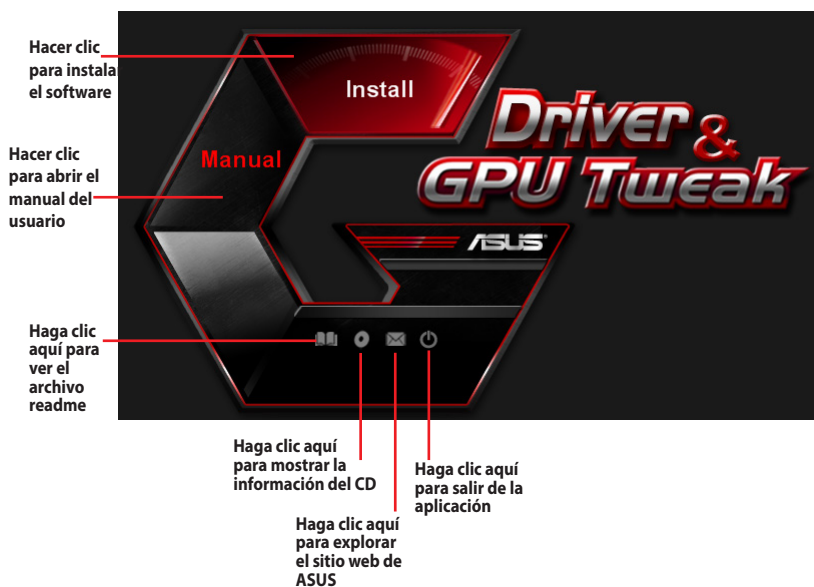 Hacer clic
para instalar
el software
Install
Driver &
GPU Tweak
Hacer clic
para abrir el
manual del
usuario
Manual
ASUS
Haga clic
aquí para
ver el
archivo
readme
Haga clic aquí
para mostrar la
información del CD
Haga clic aquí
para explorar
el sitio web de
ASUS
Haga clic aquí
para salir de la
aplicación